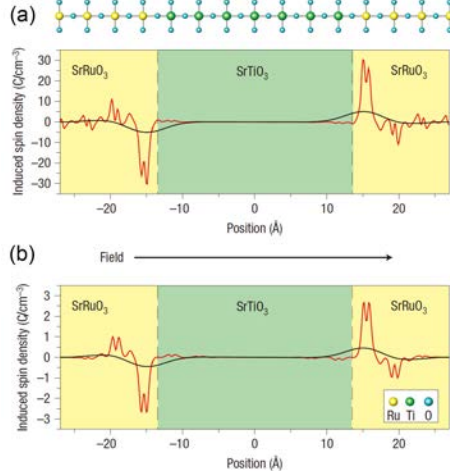 (a)
SrRuO₃ SrTiO₃ SrRuO₃
Induced spin density (C/cm⁻³)
30
20
10
0
−10
−20
−30
−20 −10 0 10 20
Position (Å)
(b)
Field
SrRuO₃ SrTiO₃ SrRuO₃
Induced spin density (C/cm⁻³)
3
2
1
0
−1
−2
−3
Ru Ti O
−20 −10 0 10 20
Position (Å)